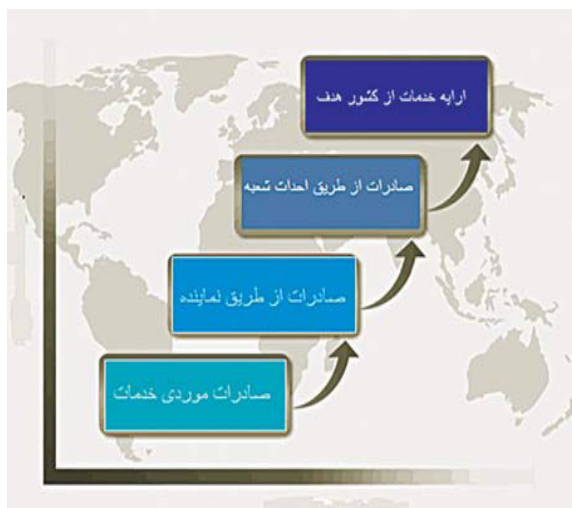 ارایه خدمات از کشور هدف
صادرات از طریق احداث شعبه
صادرات از طریق نماینده
صادرات موردی خدمات